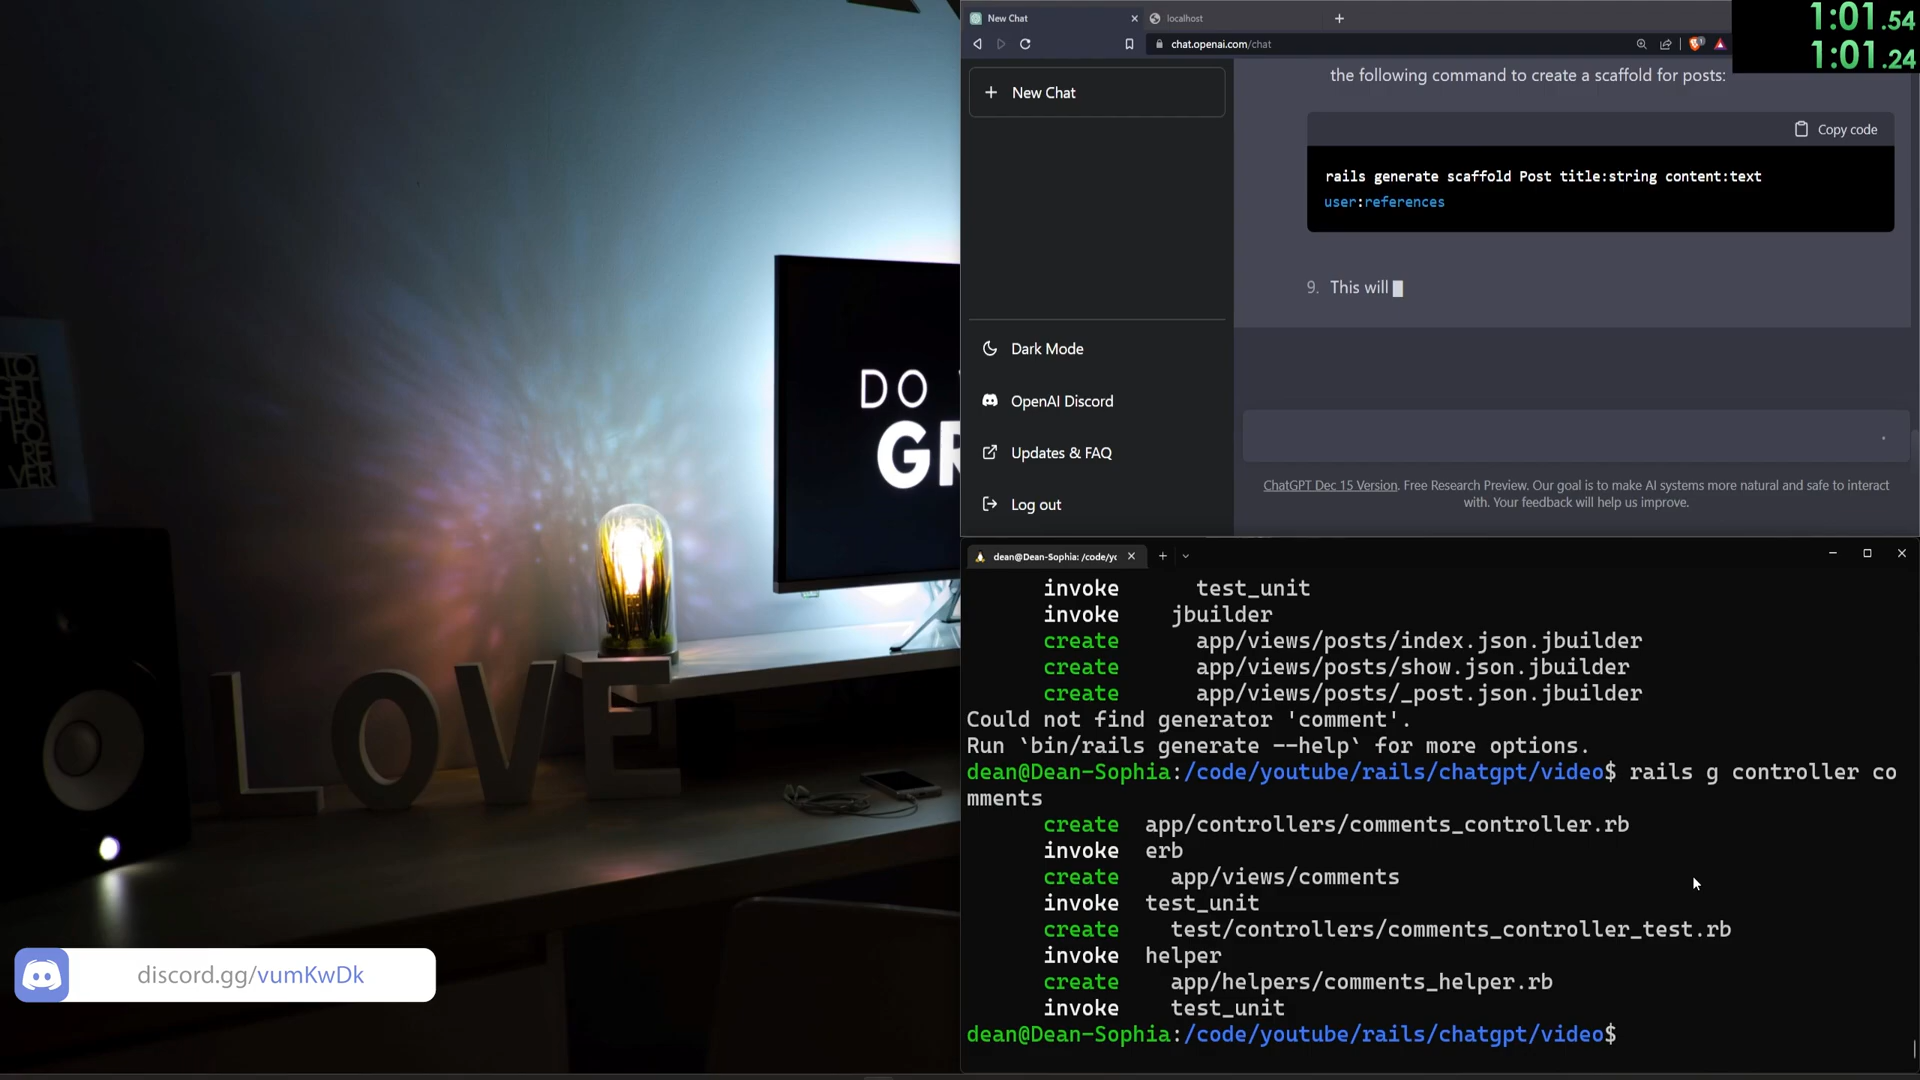 New Chat
localhost
chat.openai.com/chat
1:01.54
1:01.24
New Chat
Dark Mode
OpenAI Discord
Updates & FAQ
Log out
the following command to create a scaffold for posts:
Copy code
rails generate scaffold Post title:string content:text
user:references
9. This will
ChatGPT Dec 15 Version. Free Research Preview. Our goal is to make AI systems more natural and safe to interact
with. Your feedback will help us improve.
DO
GR
LOVE
TO
GET
HER
FO
RE
VER
discord.gg/vumKwDk
dean@Dean-Sophia: /code/yc
invoke test_unit
invoke jbuilder
create app/views/posts/index.json.jbuilder
create app/views/posts/show.json.jbuilder
create app/views/posts/_post.json.jbuilder
Could not find generator 'comment'.
Run `bin/rails generate --help` for more options.
dean@Dean-Sophia:/code/youtube/rails/chatgpt/video$ rails g controller co
mments
create app/controllers/comments_controller.rb
invoke erb
create app/views/comments
invoke test_unit
create test/controllers/comments_controller_test.rb
invoke helper
create app/helpers/comments_helper.rb
invoke test_unit
dean@Dean-Sophia:/code/youtube/rails/chatgpt/video$